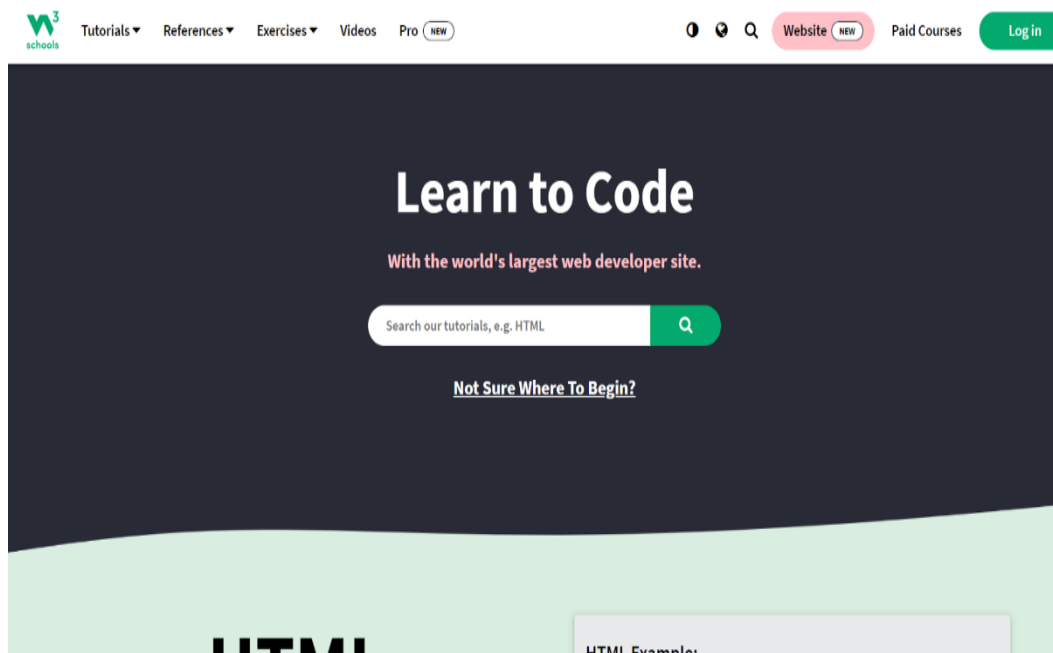 w3 schools
Tutorials References Exercises Videos Pro NEW Website NEW Paid Courses Log in
Learn to Code
With the world's largest web developer site.
Search our tutorials, e.g. HTML
Not Sure Where To Begin?
HTML
HTML Example: